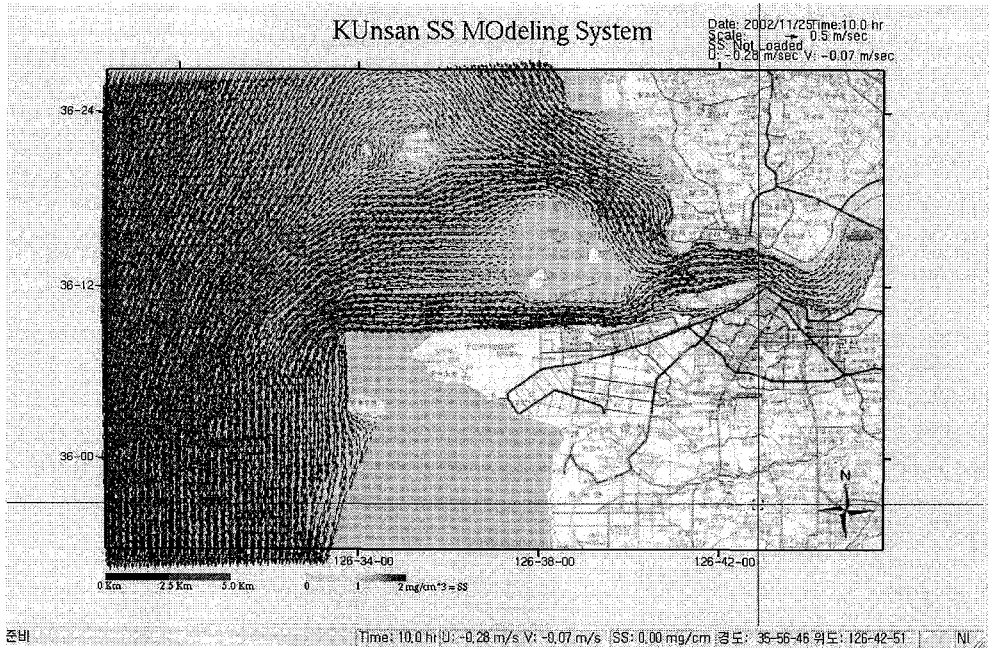 KUnsan SS MOdeling System
Date: 2002/11/25Time:10.0 hr
Scale: 0.5 m/sec
SS: Not Loaded
U: -0.28 m/sec V: -0.07 m/sec
36-24
36-12
36-00
N
126-34-00
126-38-00
126-42-00
0 Km 2.5 Km 5.0 Km
0 1 2 mg/cm^3 = SS
준비
Time: 10.0 hr U: -0.28 m/s V: -0.07 m/s SS: 0.00 mg/cm 경도: 35-56-46 위도: 126-42-51